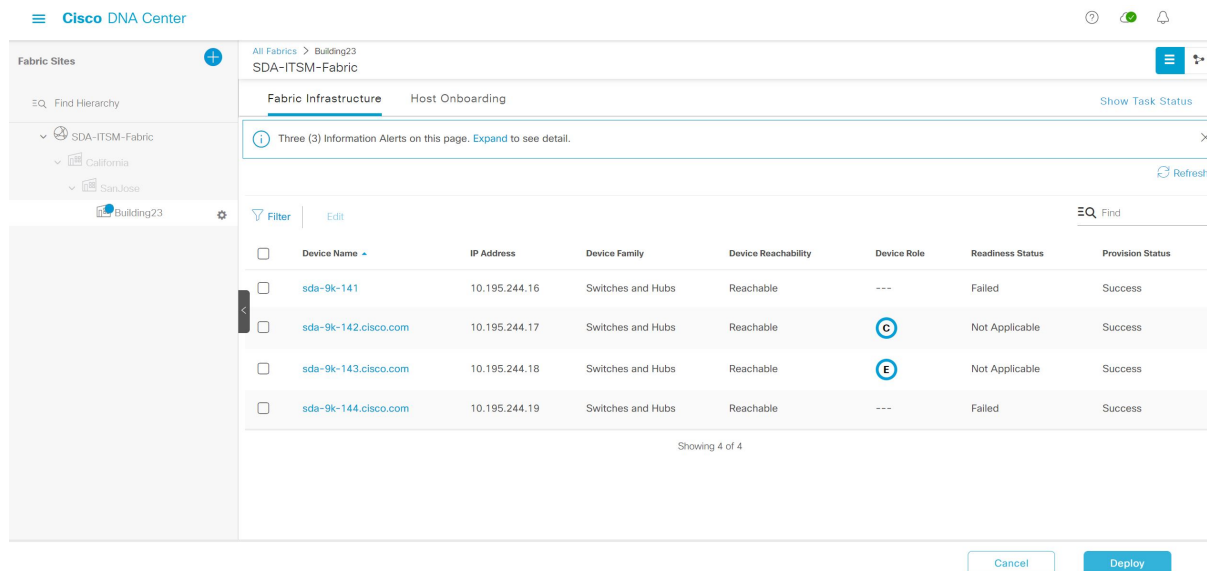 Cisco DNA Center
Fabric Sites
Find Hierarchy
SDA-ITSM-Fabric
California
SanJose
Building23
All Fabrics > Building23
SDA-ITSM-Fabric
Fabric Infrastructure Host Onboarding Show Task Status
Three (3) Information Alerts on this page. Expand to see detail.
Refresh
Filter Edit Find
Device Name IP Address Device Family Device Reachability Device Role Readiness Status Provision Status
sda-9k-141 10.195.244.16 Switches and Hubs Reachable --- Failed Success
sda-9k-142.cisco.com 10.195.244.17 Switches and Hubs Reachable C Not Applicable Success
sda-9k-143.cisco.com 10.195.244.18 Switches and Hubs Reachable E Not Applicable Success
sda-9k-144.cisco.com 10.195.244.19 Switches and Hubs Reachable --- Failed Success
Showing 4 of 4
Cancel Deploy